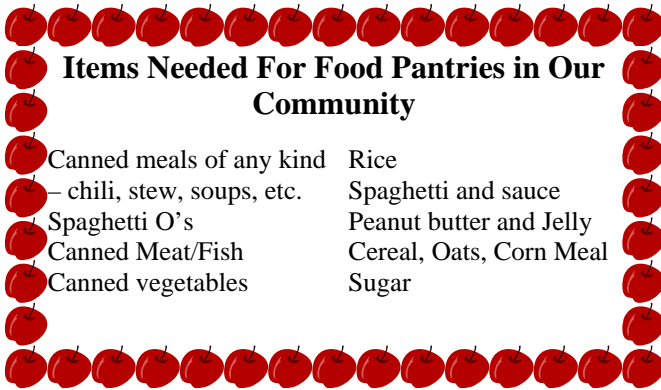 Items Needed For Food Pantries in Our
Community
Canned meals of any kind
– chili, stew, soups, etc.
Spaghetti O's
Canned Meat/Fish
Canned vegetables
Rice
Spaghetti and sauce
Peanut butter and Jelly
Cereal, Oats, Corn Meal
Sugar